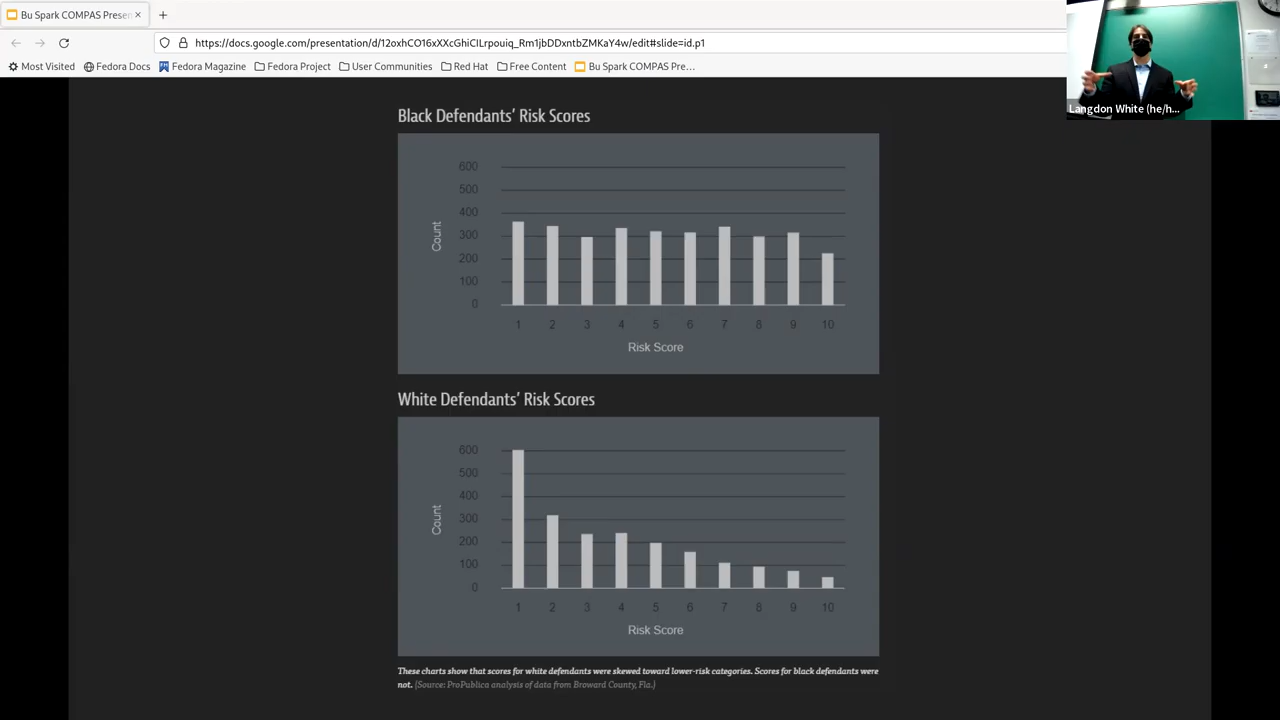 Bu Spark COMPAS Presen
https://docs.google.com/presentation/d/12oxhCO16xXcGhiCILrpouiq_Rm1jbDDxntbZMKaY4w/edit#slide=id.p1
Most Visited Fedora Docs Fedora Magazine Fedora Project User Communities Red Hat Free Content Bu Spark COMPAS Pre...
Langdon White (he/h...
Black Defendants' Risk Scores
600
500
400
300
200
100
0
Count
1 2 3 4 5 6 7 8 9 10
Risk Score
White Defendants' Risk Scores
600
500
400
300
200
100
0
Count
1 2 3 4 5 6 7 8 9 10
Risk Score
These charts show that scores for white defendants were skewed toward lower-risk categories. Scores for black defendants were
not. (Source: ProPublica analysis of data from Broward County, Fla.)